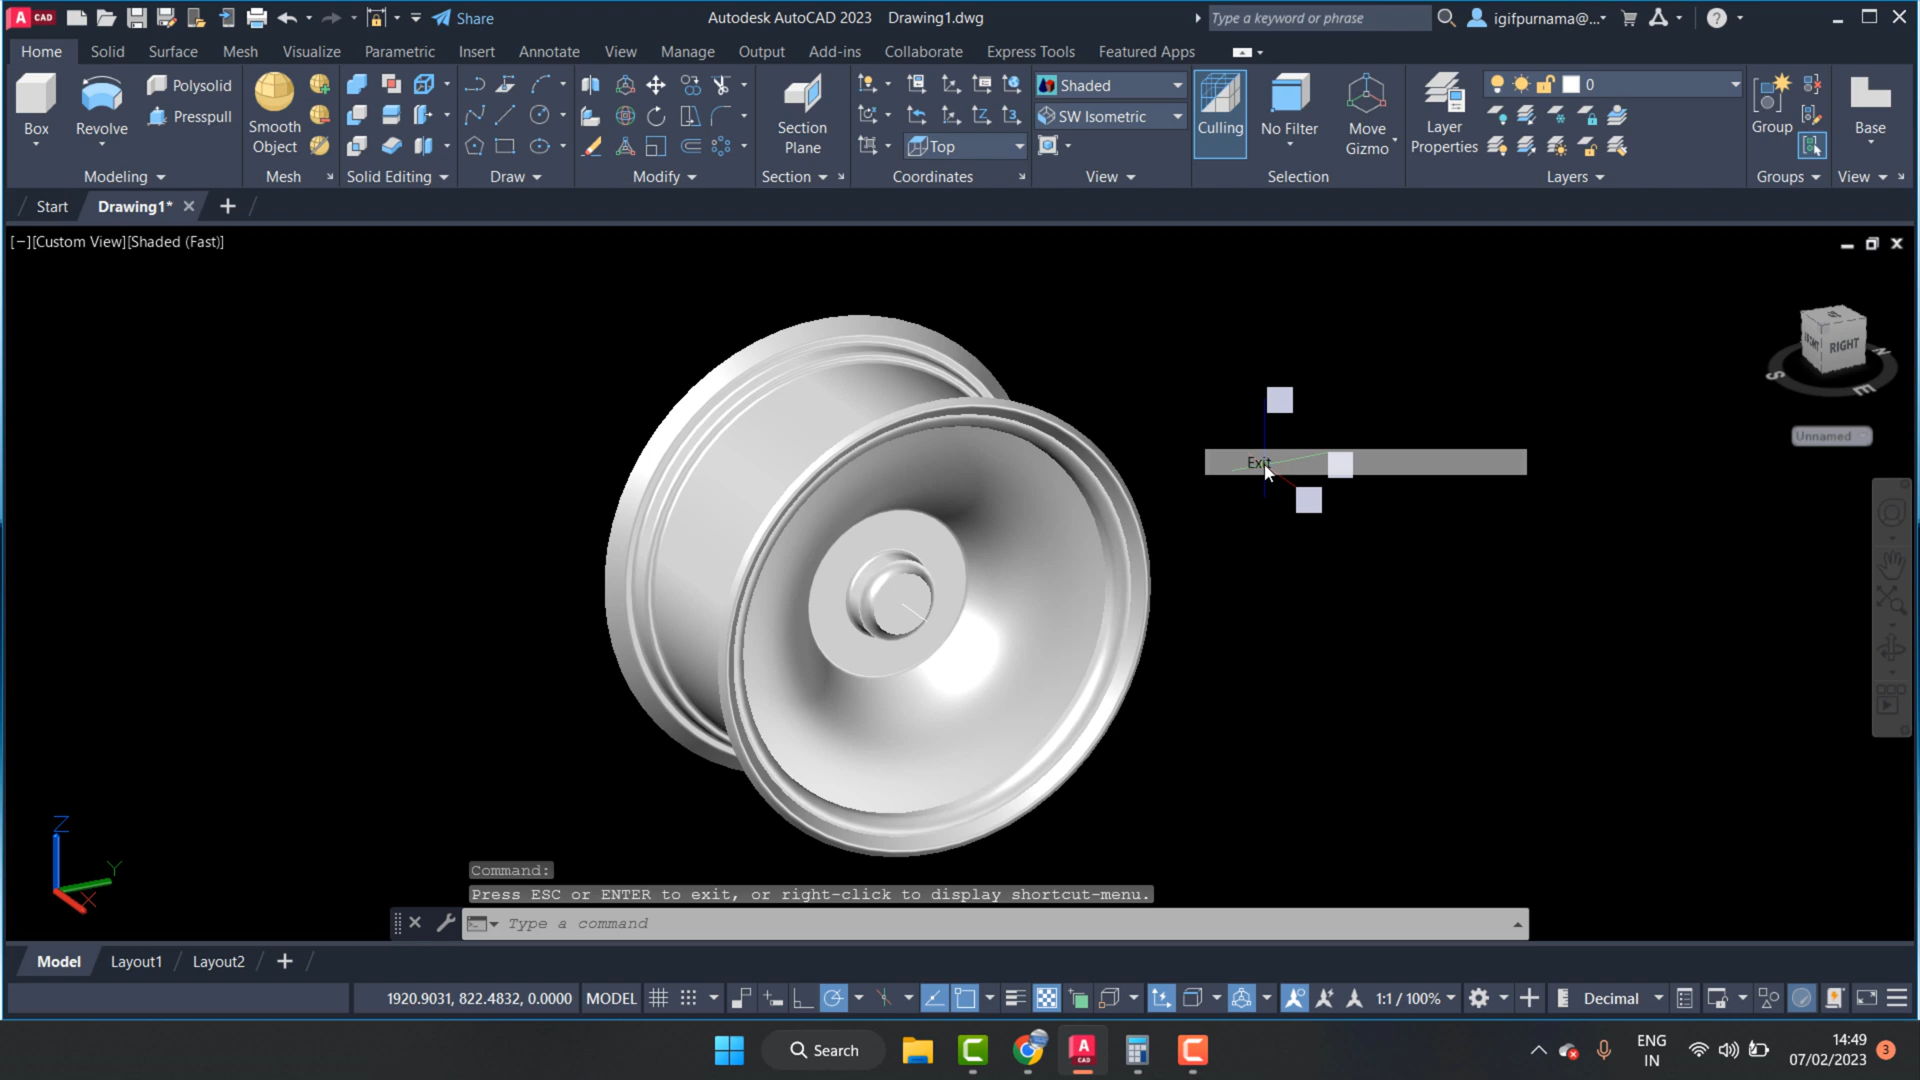 A CAD
Share
Autodesk AutoCAD 2023 Drawing1.dwg
Type a keyword or phrase
igifpurnama@...
?
Home Solid Surface Mesh Visualize Parametric Insert Annotate View Manage Output Add-ins Collaborate Express Tools Featured Apps
Box
Revolve
Polysolid
Presspull
Smooth
Object
Section
Plane
Top
Shaded
SW Isometric
Culling
No Filter
Move
Gizmo
Layer
Properties
0
Group
Base
Modeling Mesh Solid Editing Draw Modify Section Coordinates View Selection Layers Groups View
Start Drawing1*
[−][Custom View][Shaded (Fast)]
RIGHT
S
E
N
Unnamed
Exit
Z
Y
X
Command:
Press ESC or ENTER to exit, or right-click to display shortcut-menu.
Type a command
Model Layout1 Layout2
1920.9031, 822.4832, 0.0000 MODEL 1:1 / 100% Decimal
Search
A
CAD
ENG
IN
14:49
07/02/2023
3